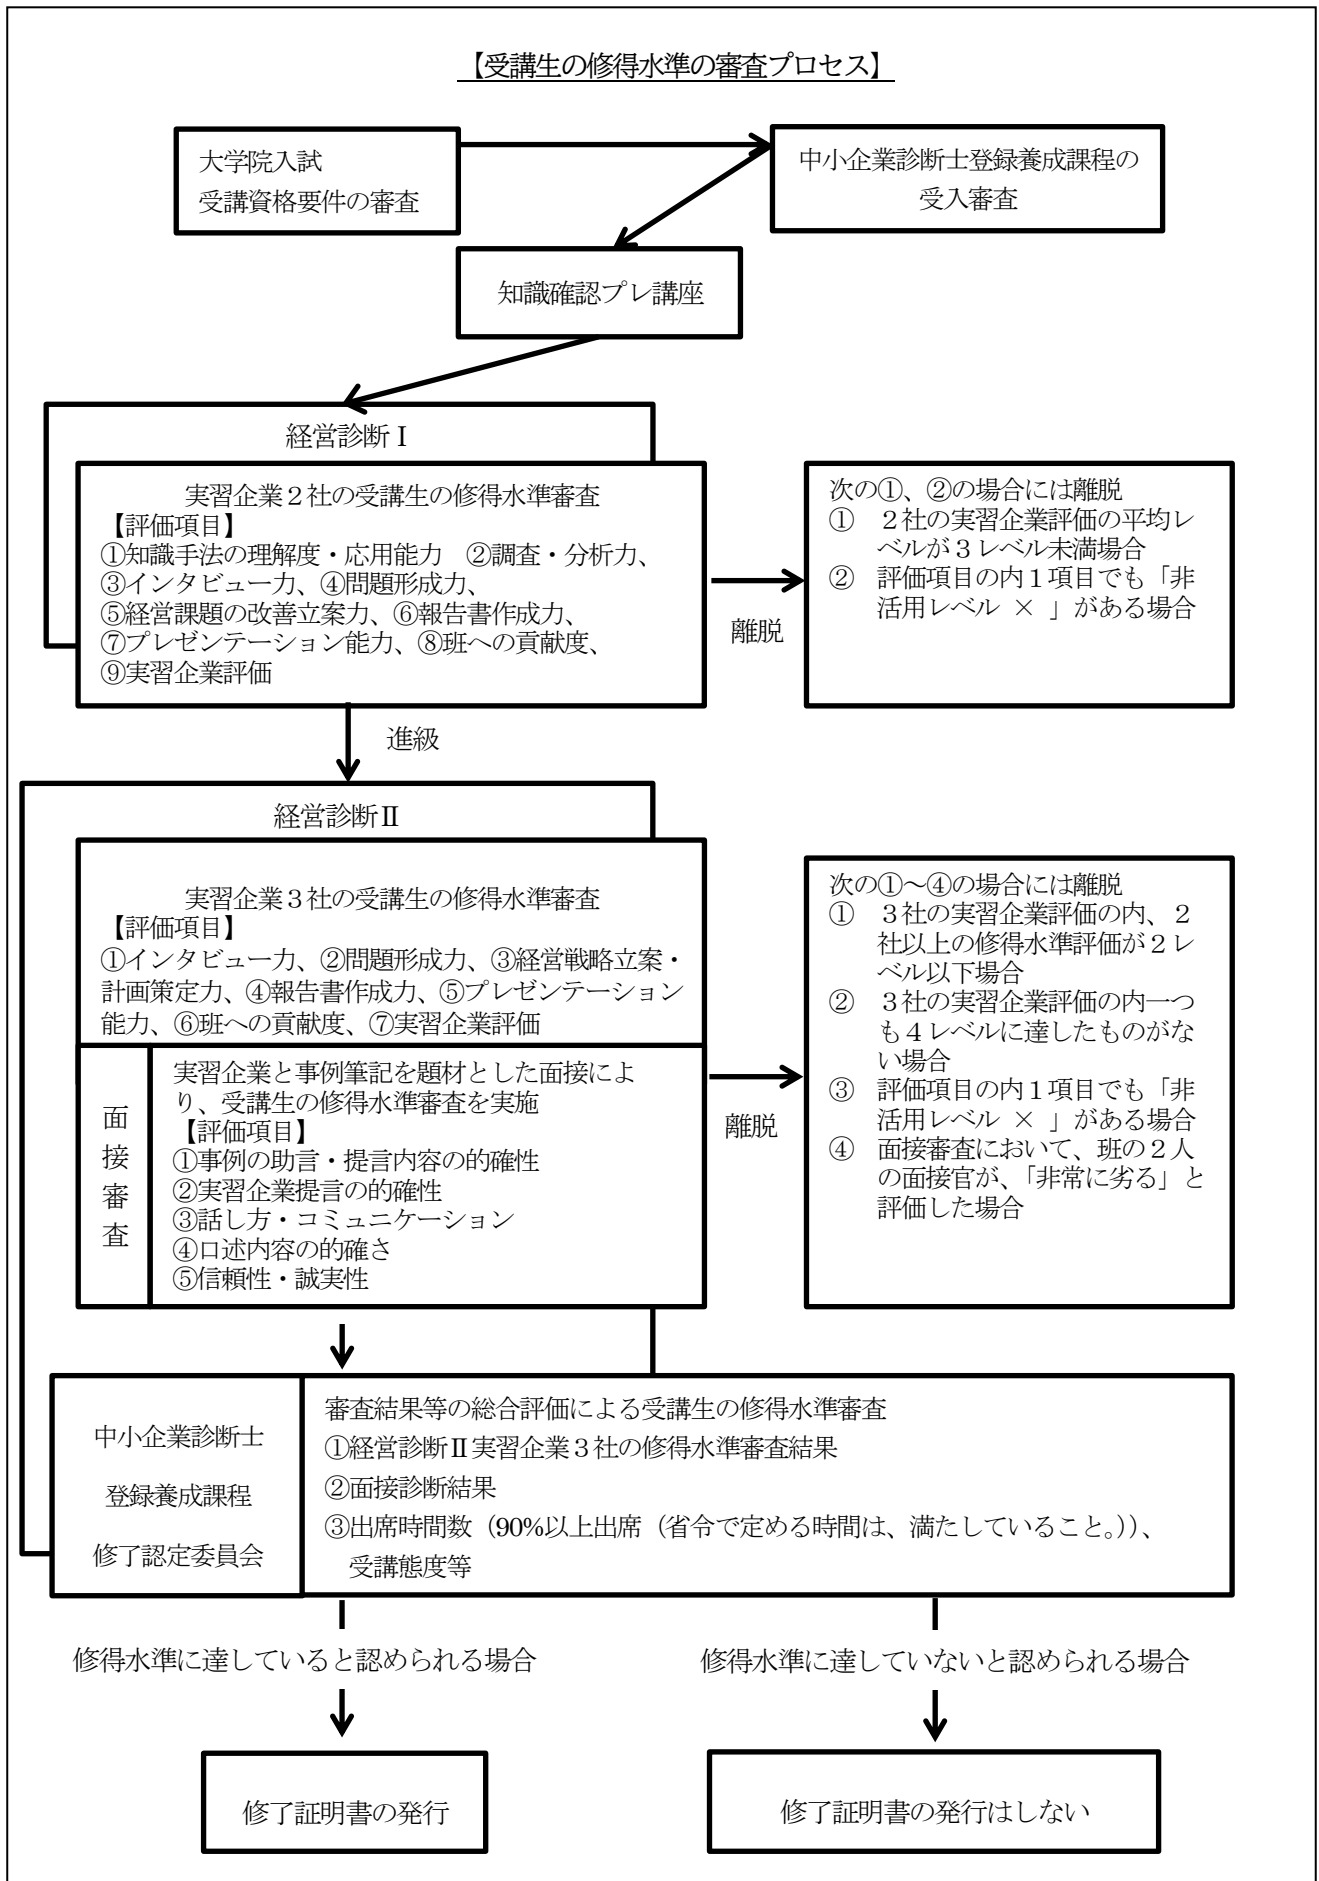 【受講生の修得水準の審査プロセス】
大学院入試
受講資格要件の審査
中小企業診断士登録養成課程の
受入審査
知識確認プレ講座
経営診断Ⅰ
実習企業２社の受講生の修得水準審査
【評価項目】
①知識手法の理解度・応用能力　②調査・分析力、
③インタビュー力、④問題形成力、
⑤経営課題の改善立案力、⑥報告書作成力、
⑦プレゼンテーション能力、⑧班への貢献度、
⑨実習企業評価
離脱
次の①、②の場合には離脱
①　２社の実習企業評価の平均レ
ベルが３レベル未満場合
②　評価項目の内１項目でも「非
活用レベル × 」がある場合
進級
経営診断Ⅱ
実習企業３社の受講生の修得水準審査
【評価項目】
①インタビュー力、②問題形成力、③経営戦略立案・
計画策定力、④報告書作成力、⑤プレゼンテーション
能力、⑥班への貢献度、⑦実習企業評価
面接審査
実習企業と事例筆記を題材とした面接によ
り、受講生の修得水準審査を実施
【評価項目】
①事例の助言・提言内容の的確性
②実習企業提言の的確性
③話し方・コミュニケーション
④口述内容の的確さ
⑤信頼性・誠実性
離脱
次の①～④の場合には離脱
①　３社の実習企業評価の内、２
社以上の修得水準評価が２レ
ベル以下場合
②　３社の実習企業評価の内一つ
も４レベルに達したものがな
い場合
③　評価項目の内１項目でも「非
活用レベル × 」がある場合
④　面接審査において、班の２人
の面接官が、「非常に劣る」と
評価した場合
中小企業診断士
登録養成課程
修了認定委員会
審査結果等の総合評価による受講生の修得水準審査
①経営診断Ⅱ実習企業３社の修得水準審査結果
②面接診断結果
③出席時間数（90%以上出席（省令で定める時間は、満たしていること。））、
受講態度等
修得水準に達していると認められる場合
修得水準に達していないと認められる場合
修了証明書の発行
修了証明書の発行はしない